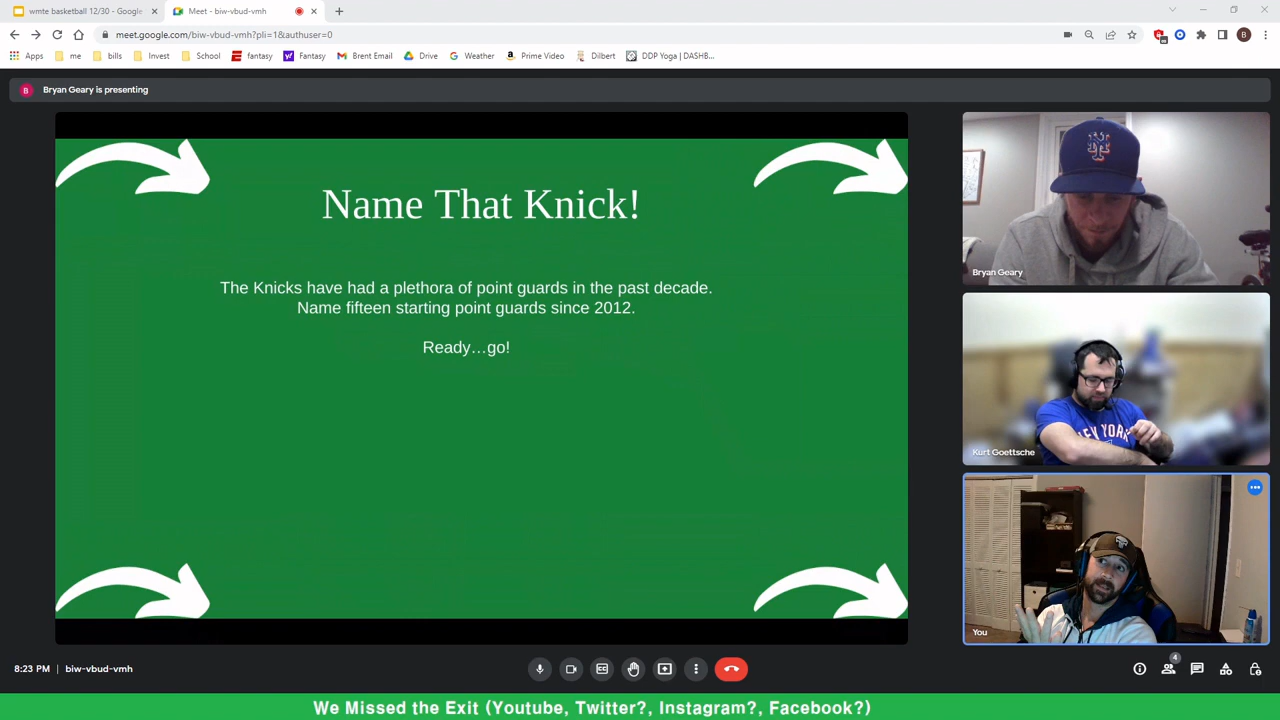 wmte basketball 12/30 - Google
Meet - biw-vbud-vmh
meet.google.com/biw-vbud-vmh?pli=1&authuser=0
B
Apps
me
bills
Invest
School
fantasy
Fantasy
Brent Email
Drive
Weather
Prime Video
Dilbert
DDP Yoga | DASHB...
B
Bryan Geary is presenting
Name That Knick!
The Knicks have had a plethora of point guards in the past decade.
Name fifteen starting point guards since 2012.
Ready…go!
NY
Bryan Geary
NEW YORK
Kurt Goettsche
You
8:23 PM | biw-vbud-vmh
4
We Missed the Exit (Youtube, Twitter?, Instagram?, Facebook?)